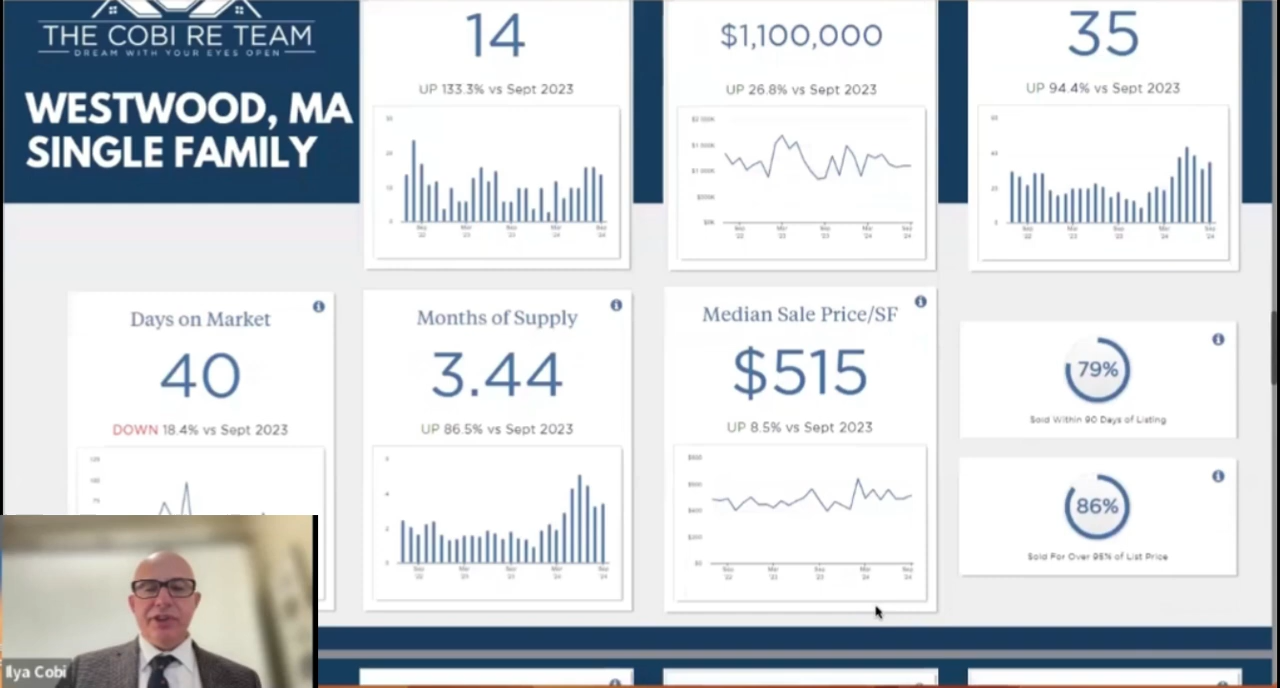 THE COBI RE TEAM
DREAM WITH YOUR EYES OPEN
WESTWOOD, MA
SINGLE FAMILY
14
UP 133.3% vs Sept 2023
$1,100,000
UP 26.8% vs Sept 2023
35
UP 94.4% vs Sept 2023
Days on Market
40
DOWN 18.4% vs Sept 2023
Months of Supply
3.44
UP 86.5% vs Sept 2023
Median Sale Price/SF
$515
UP 8.5% vs Sept 2023
79%
Sold Within 90 Days of Listing
86%
Sold For Over 95% of List Price
Ilya Cobi